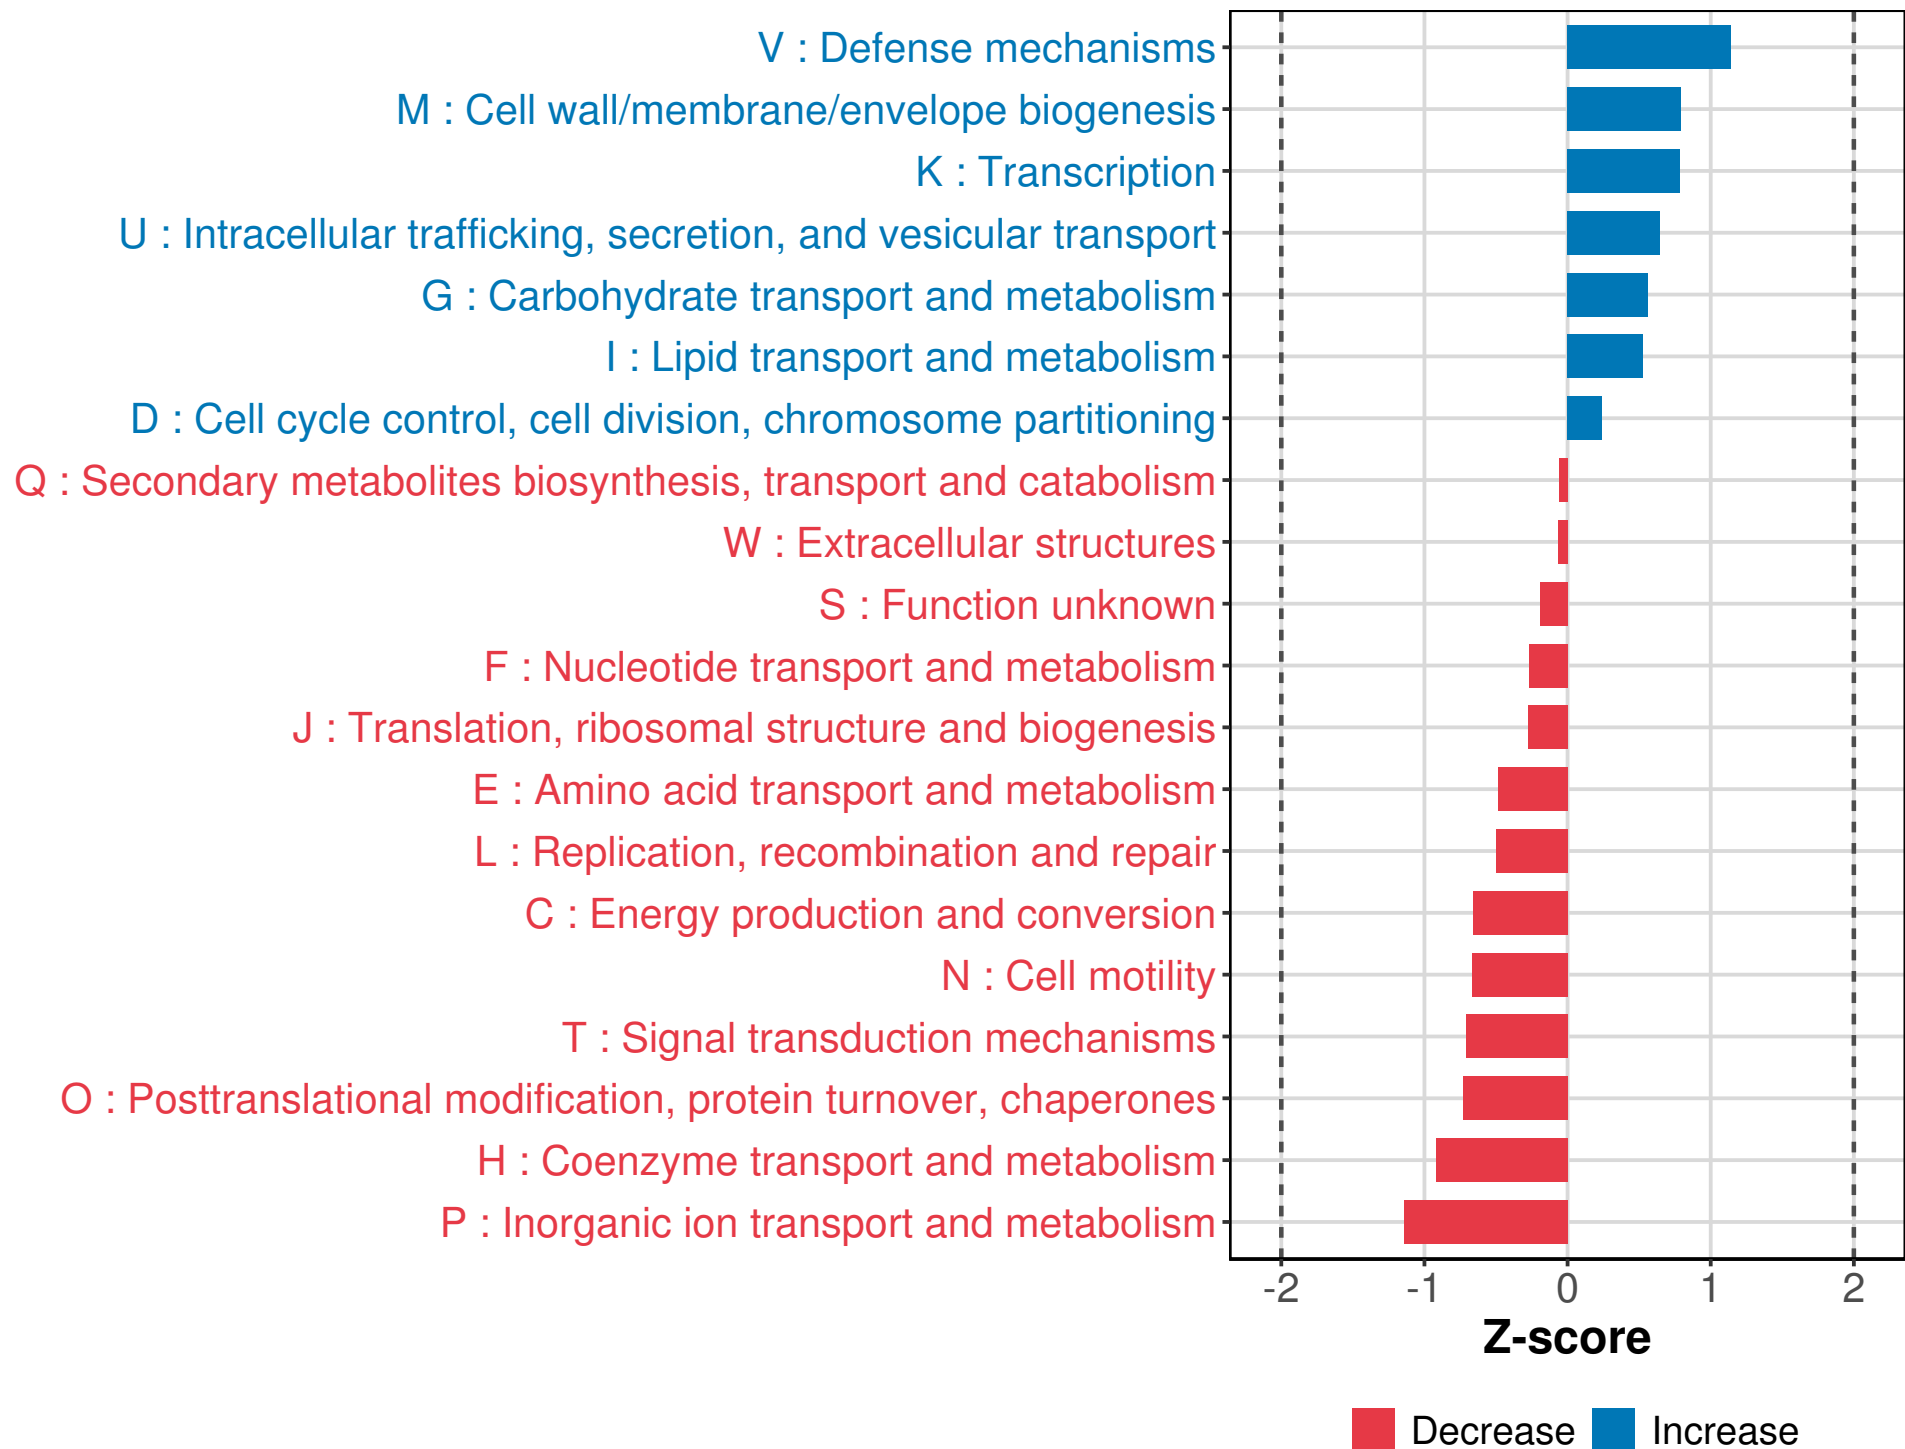 V : Defense mechanisms
M : Cell wall/membrane/envelope biogenesis
K : Transcription
U : Intracellular trafficking, secretion, and vesicular transport
G : Carbohydrate transport and metabolism
I : Lipid transport and metabolism
D : Cell cycle control, cell division, chromosome partitioning
Q : Secondary metabolites biosynthesis, transport and catabolism
W : Extracellular structures
S : Function unknown
F : Nucleotide transport and metabolism
J : Translation, ribosomal structure and biogenesis
E : Amino acid transport and metabolism
L : Replication, recombination and repair
C : Energy production and conversion
N : Cell motility
T : Signal transduction mechanisms
O : Posttranslational modification, protein turnover, chaperones
H : Coenzyme transport and metabolism
P : Inorganic ion transport and metabolism
-2 -1 0 1 2
Z-score
Decrease Increase